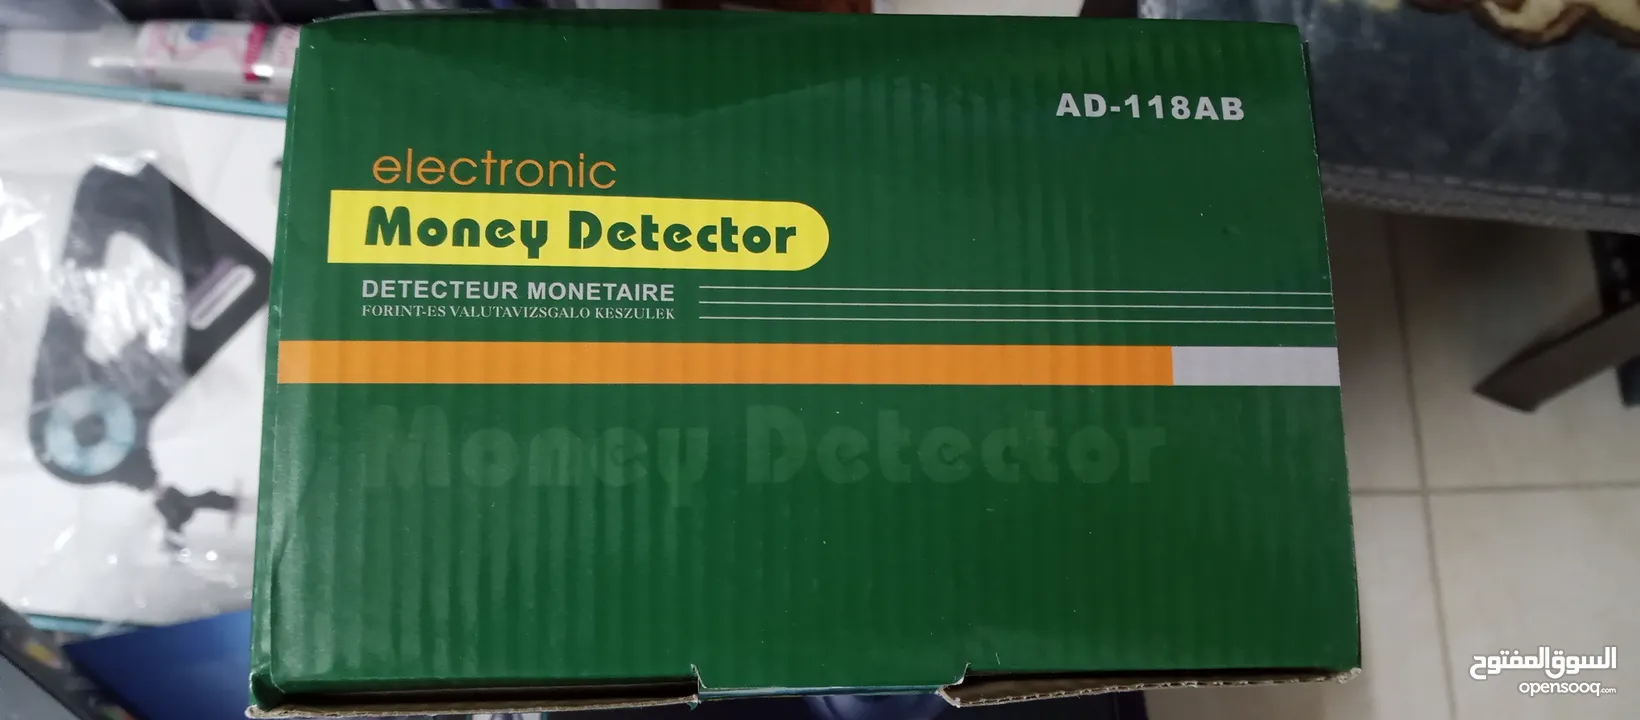 AD-118AB
electronic
Money Detector
DETECTEUR MONETAIRE
FORINT-ES VALUTAVIZSGALO KESZULEK
Money Detector
السوق المفتوح
opensooq.com